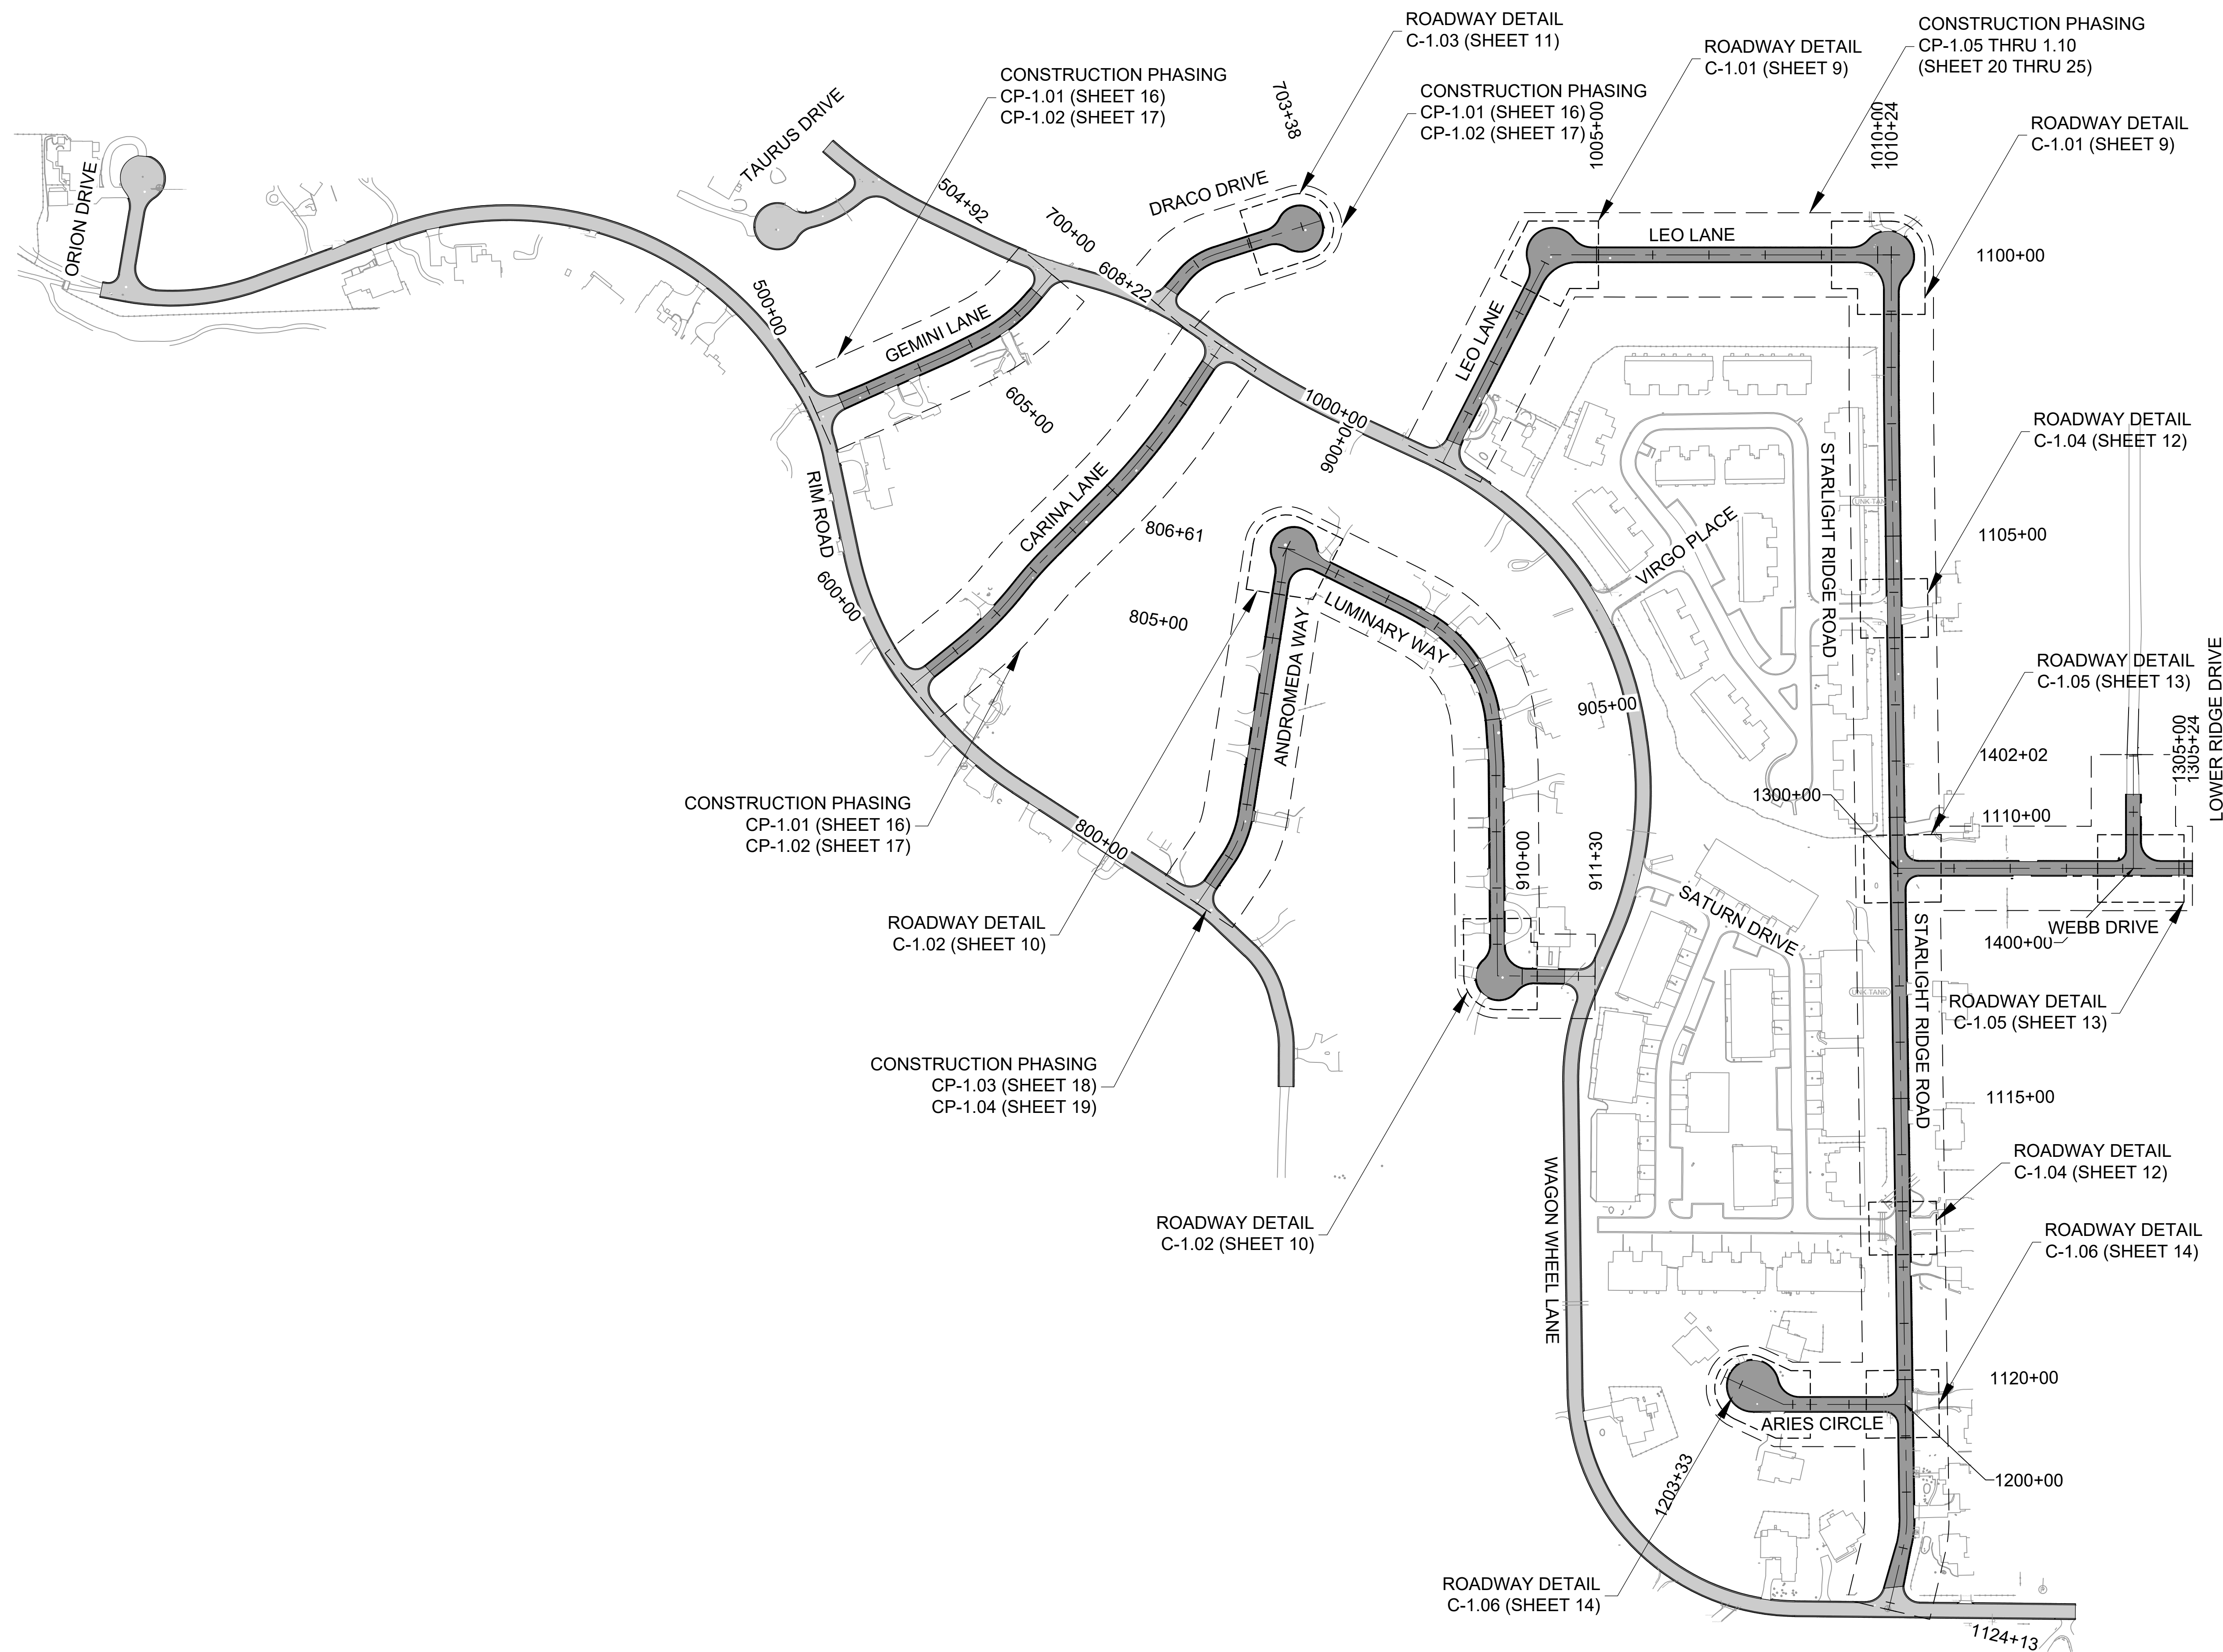 ROADWAY DETAIL
C-1.03 (SHEET 11)
CONSTRUCTION PHASING
CP-1.05 THRU 1.10
(SHEET 20 THRU 25)
ROADWAY DETAIL
C-1.01 (SHEET 9)
CONSTRUCTION PHASING
CP-1.01 (SHEET 16)
CP-1.02 (SHEET 17)
CONSTRUCTION PHASING
CP-1.01 (SHEET 16)
CP-1.02 (SHEET 17)
703+38
1005+00
1010+00
1010+24
ROADWAY DETAIL
C-1.01 (SHEET 9)
TAURUS DRIVE
ORION DRIVE
504+92
DRACO DRIVE
700+00
608+22
LEO LANE
1100+00
500+00
GEMINI LANE
LEO LANE
605+00
1000+00
900+0
ROADWAY DETAIL
C-1.04 (SHEET 12)
RIM ROAD
CARINA LANE
806+61
STARLIGHT RIDGE ROAD
UNK TANK
VIRGO PLACE
1105+00
600+00
805+00
LUMINARY WAY
ANDROMEDA WAY
ROADWAY DETAIL
C-1.05 (SHEET 13)
LOWER RIDGE DRIVE
905+00
1305+00
1305+24
1402+02
1300+00
CONSTRUCTION PHASING
CP-1.01 (SHEET 16)
CP-1.02 (SHEET 17)
800+00
1110+00
910+00
911+30
SATURN DRIVE
ROADWAY DETAIL
C-1.02 (SHEET 10)
WEBB DRIVE
1400+00
UNK TANK
STARLIGHT RIDGE ROAD
ROADWAY DETAIL
C-1.05 (SHEET 13)
CONSTRUCTION PHASING
CP-1.03 (SHEET 18)
CP-1.04 (SHEET 19)
1115+00
ROADWAY DETAIL
C-1.04 (SHEET 12)
ROADWAY DETAIL
C-1.02 (SHEET 10)
WAGON WHEEL LANE
ROADWAY DETAIL
C-1.06 (SHEET 14)
1120+00
ARIES CIRCLE
1203+33
1200+00
ROADWAY DETAIL
C-1.06 (SHEET 14)
1124+13